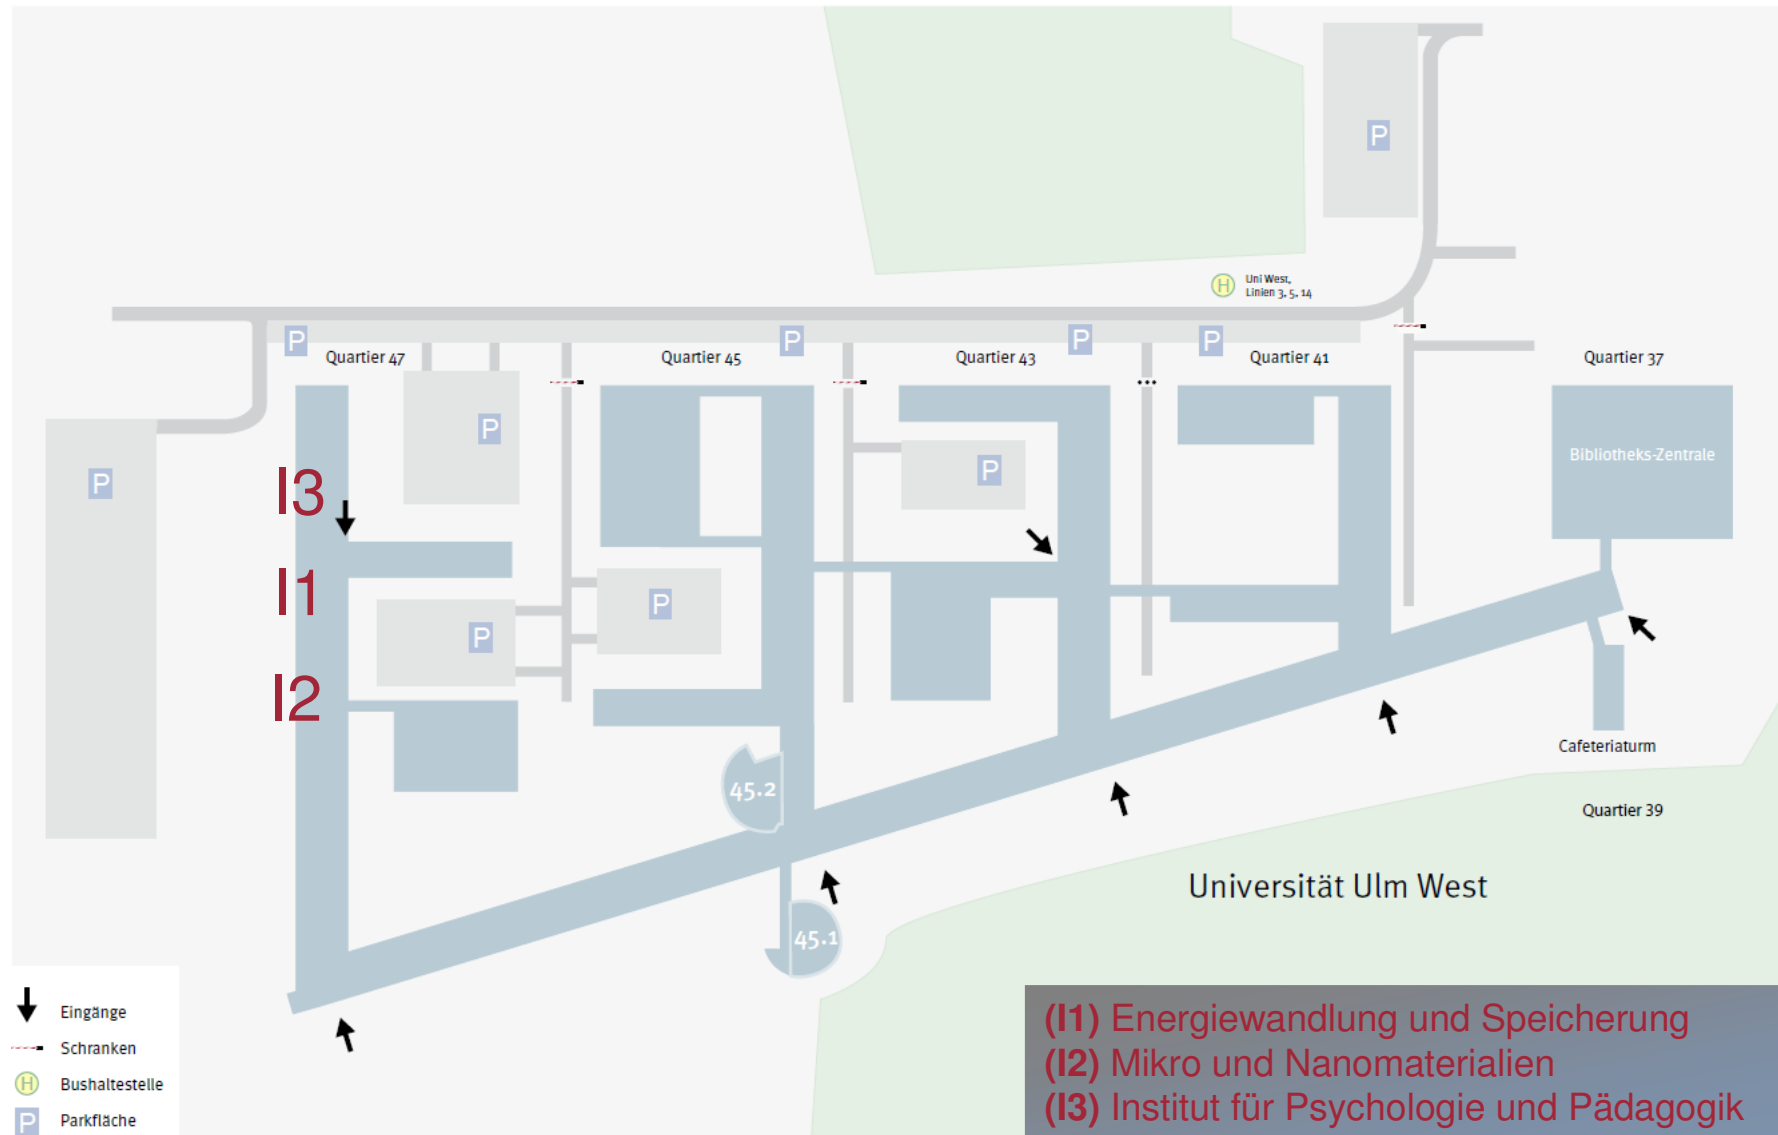 P
H
Uni West,
Linien 3, 5, 14
P
P
P
P
Quartier 47
Quartier 45
Quartier 43
Quartier 41
Quartier 37
P
P
P
Bibliotheks-Zentrale
I3
I1
P
P
I2
Cafeteriaturm
45.2
Quartier 39
Universität Ulm West
45.1
Eingänge
Schranken
H Bushaltestelle
P Parkfläche
(I1) Energiewandlung und Speicherung
(I2) Mikro und Nanomaterialien
(I3) Institut für Psychologie und Pädagogik